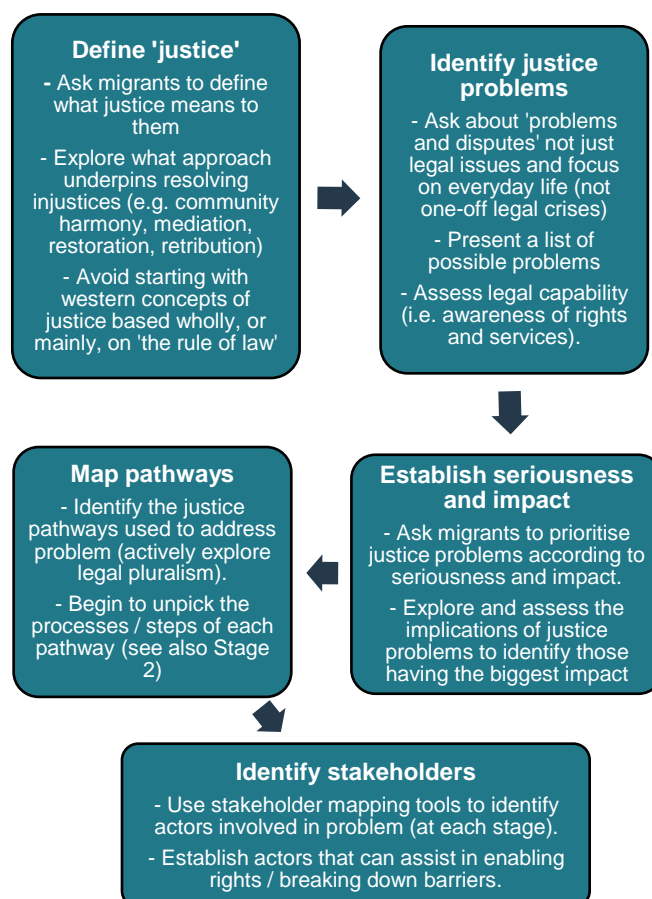 Define 'justice'
- Ask migrants to define
what justice means to
them
- Explore what approach
underpins resolving
injustices (e.g. community
harmony, mediation,
restoration, retribution)
- Avoid starting with
western concepts of
justice based wholly, or
mainly, on 'the rule of law'
Identify justice
problems
- Ask about 'problems
and disputes' not just
legal issues and focus
on everyday life (not
one-off legal crises)
- Present a list of
possible problems
- Assess legal capability
(i.e. awareness of rights
and services).
Establish seriousness
and impact
- Ask migrants to prioritise
justice problems according to
seriousness and impact.
- Explore and assess the
implications of justice
problems to identify those
having the biggest impact
Map pathways
- Identify the justice
pathways used to address
problem (actively explore
legal pluralism).
- Begin to unpick the
processes / steps of each
pathway (see also Stage
2)
Identify stakeholders
- Use stakeholder mapping tools to identify
actors involved in problem (at each stage).
- Establish actors that can assist in enabling
rights / breaking down barriers.